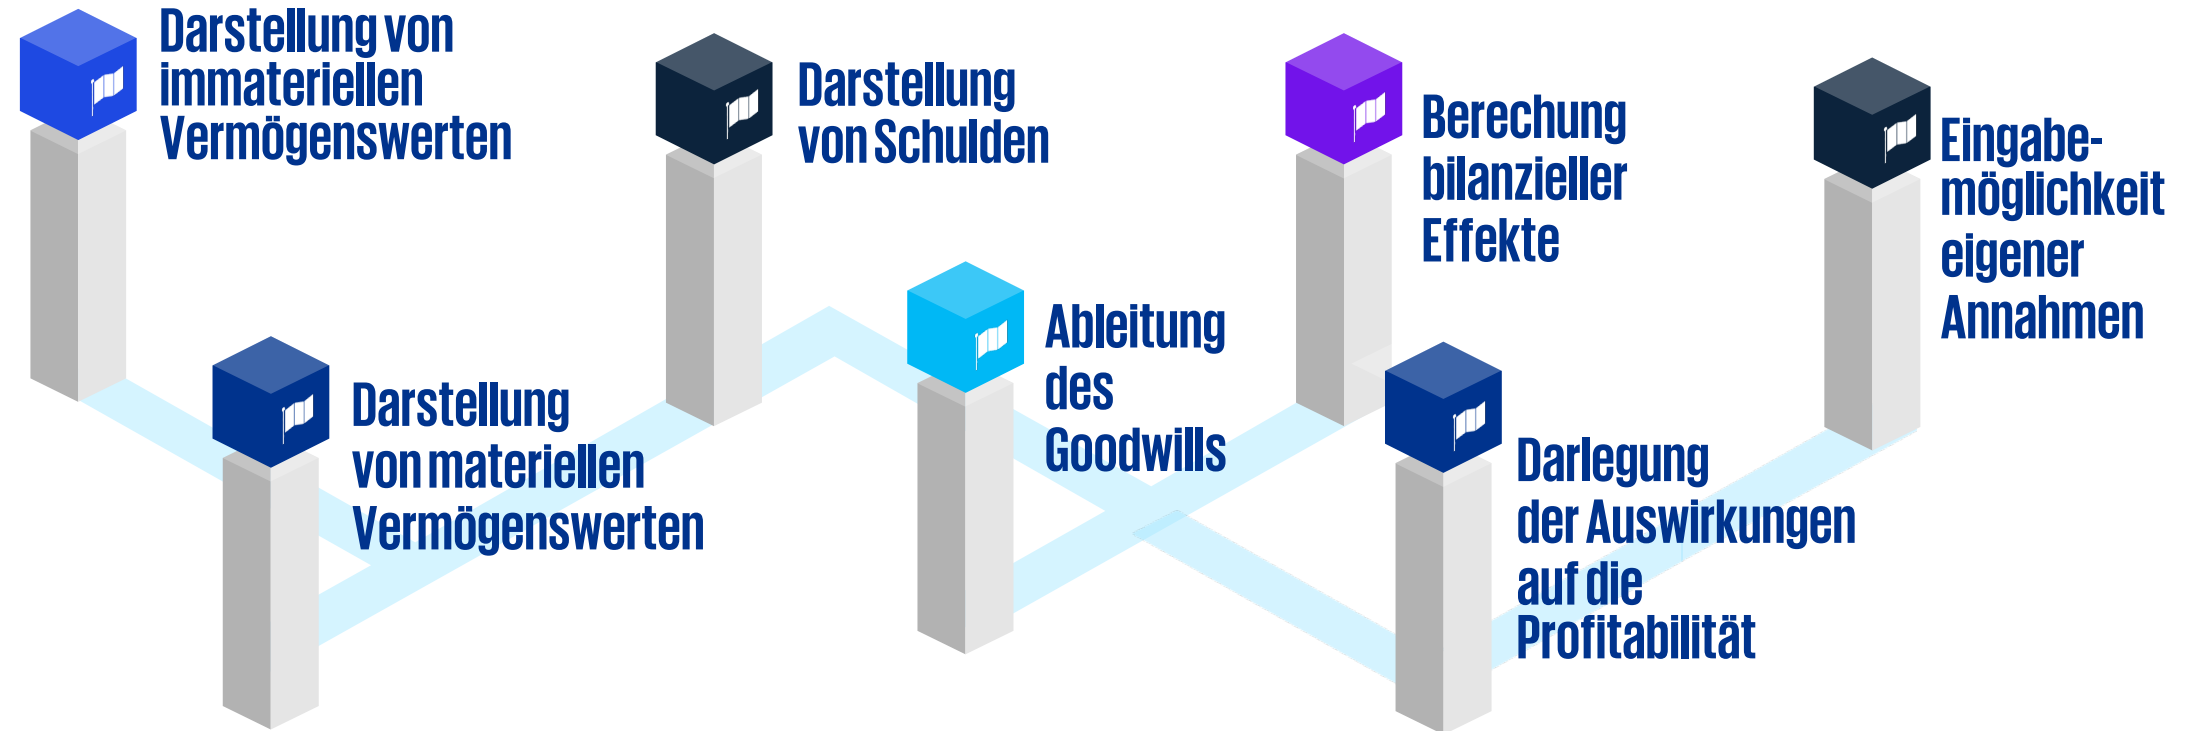 Darstellung von
immateriellen
Vermögenswerten
Darstellung
von materiellen
Vermögenswerten
Darstellung
von Schulden
Ableitung
des
Goodwills
Berechung
bilanzieller
Effekte
Darlegung
der Auswirkungen
auf die
Profitabilität
Eingabe-
möglichkeit
eigener
Annahmen